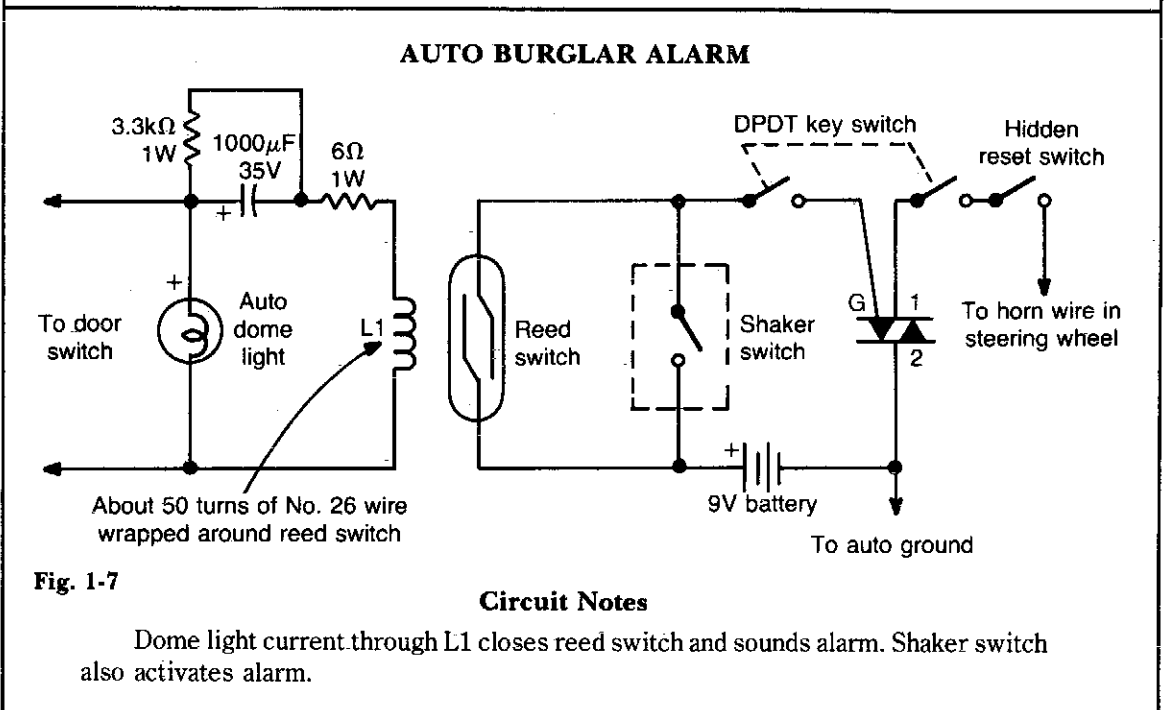 AUTO BURGLAR ALARM
3.3kΩ
1W
1000μF
35V
6Ω
1W
DPDT key switch
Hidden
reset switch
+
+
To door
switch
Auto
dome
light
L1
Reed
switch
Shaker
switch
G
1
2
To horn wire in
steering wheel
+
9V battery
About 50 turns of No. 26 wire
wrapped around reed switch
To auto ground
Fig. 1-7
Circuit Notes
Dome light current through L1 closes reed switch and sounds alarm. Shaker switch
also activates alarm.